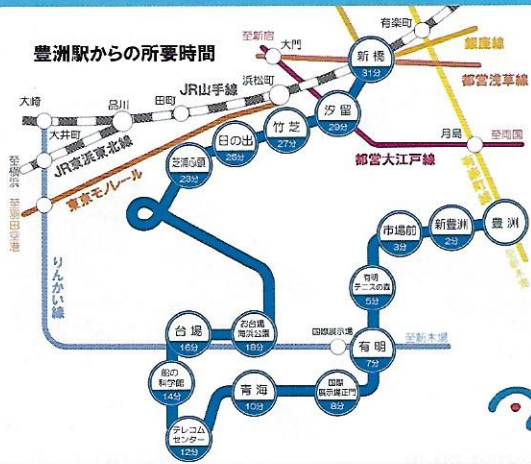 豊洲駅からの所要時間
有楽町
至新宿
大門
新橋
31分
銀座線
都営浅草線
浜松町
JR山手線
田町
品川
大崎
大井町
JR京浜東北線
東京モノレール
至横浜
至羽田空港
りんかい線
汐留
29分
竹芝
27分
日の出
26分
芝浦ふ頭
23分
都営大江戸線
月島
至両国
有楽町線
豊洲
新豊洲
2分
市場前
3分
有明
テニスの森
5分
有明
7分
国際展示場
至新木場
国際
展示場正門
8分
青海
10分
テレコム
センター
12分
船の
科学館
14分
台場
16分
お台場
海浜公園
18分